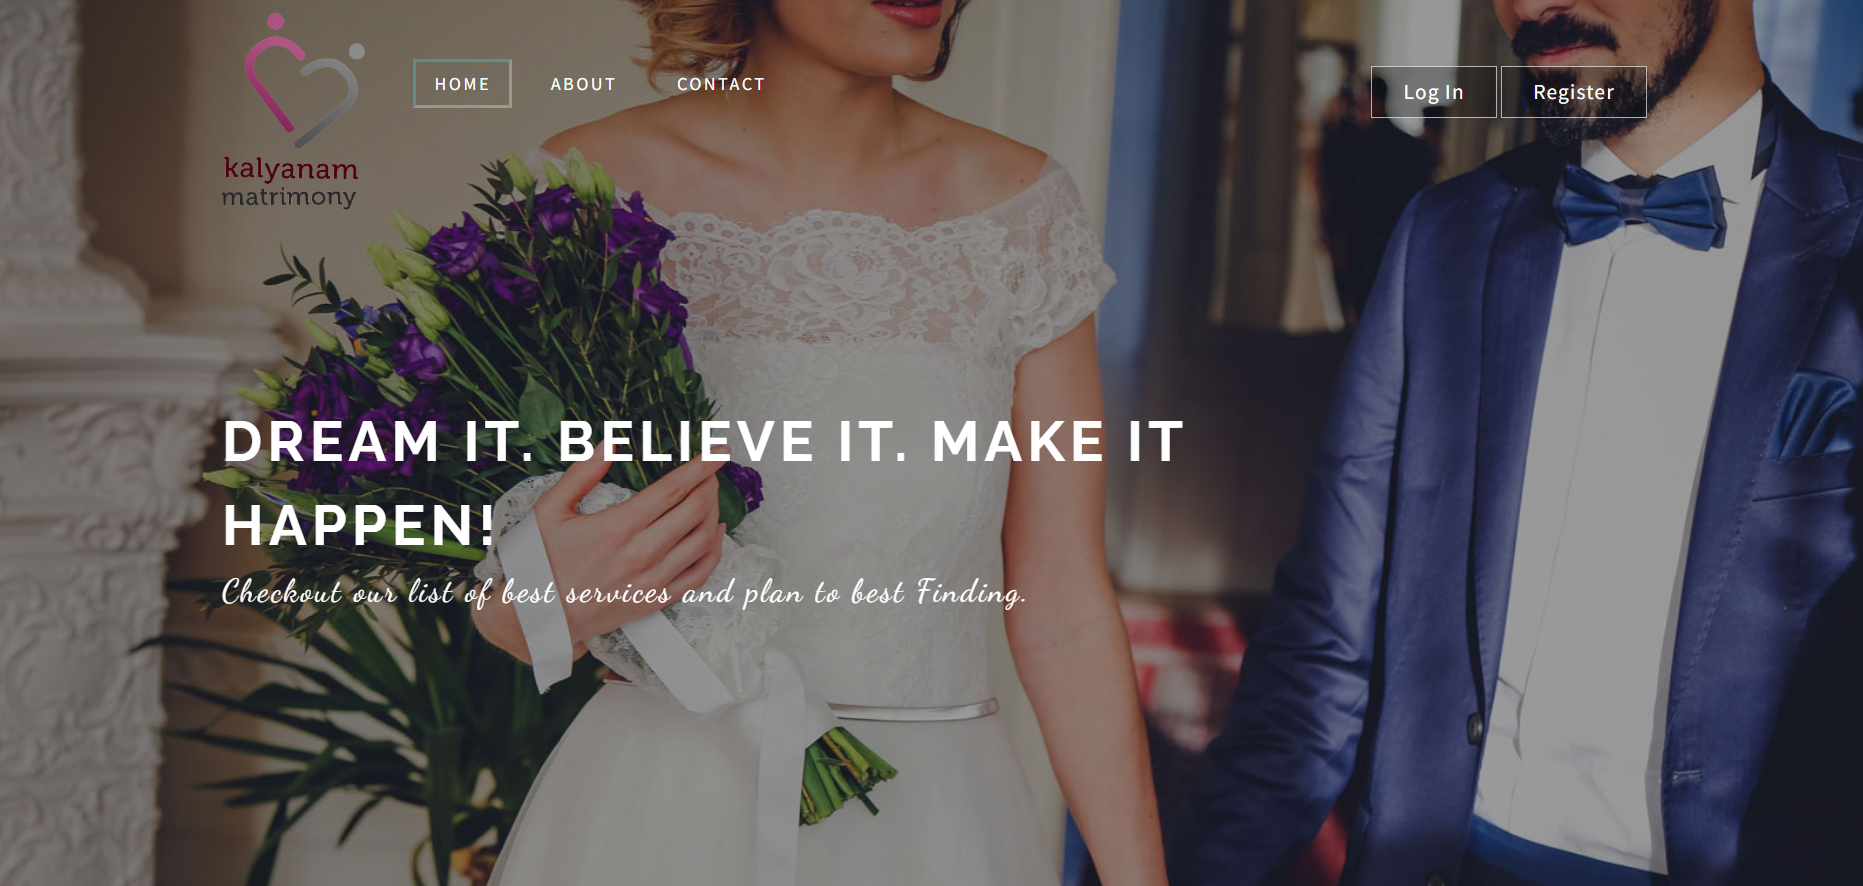 kalyanam
matrimony
HOME
ABOUT
CONTACT
Log In
Register
DREAM IT. BELIEVE IT. MAKE IT
HAPPEN!
Checkout our list of best services and plan to best Finding.